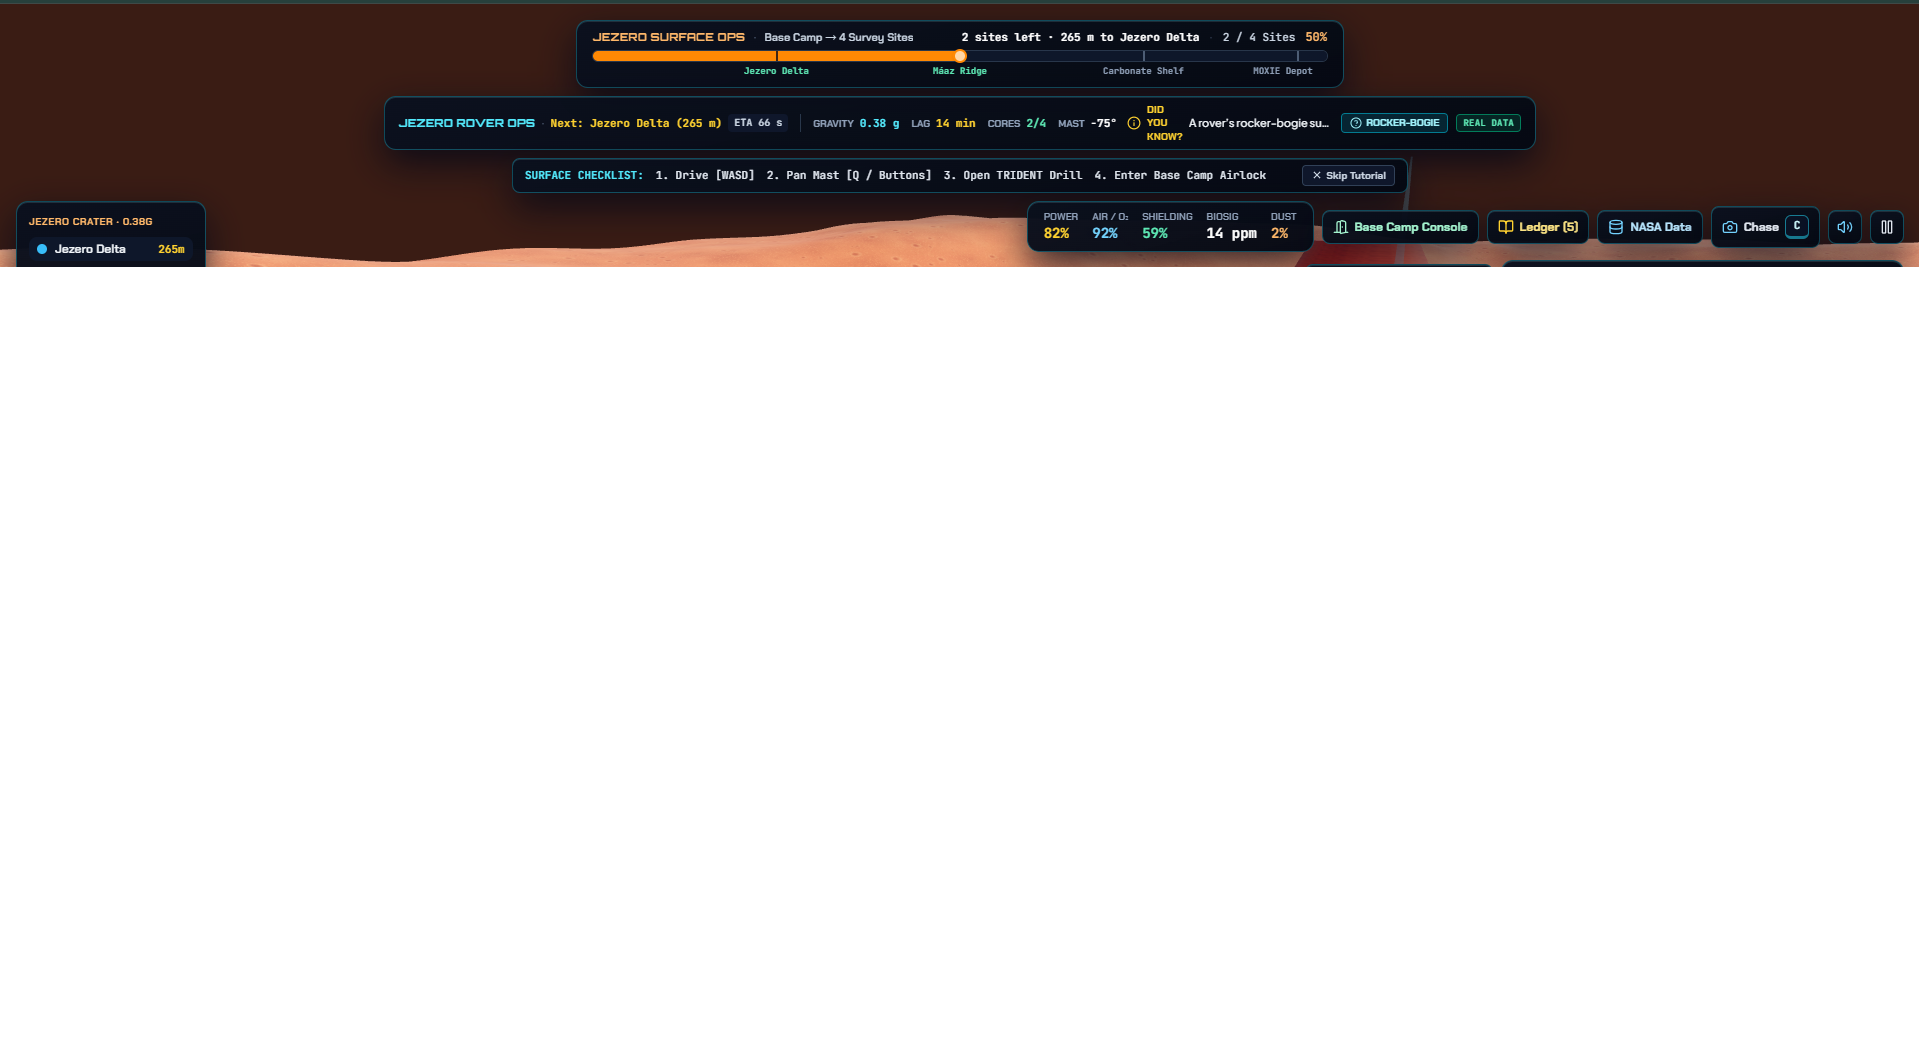 JEZERO SURFACE OPS · Base Camp → 4 Survey Sites 2 sites left · 265 m to Jezero Delta · 2 / 4 Sites 50%
Jezero Delta Máaz Ridge Carbonate Shelf MOXIE Depot
JEZERO ROVER OPS · Next: Jezero Delta (265 m) ETA 66 s GRAVITY 0.38 g LAG 14 min CORES 2/4 MAST -75° DID YOU KNOW? A rover's rocker-bogie su... ROCKER-BOGIE REAL DATA
SURFACE CHECKLIST: 1. Drive [WASD] 2. Pan Mast [Q / Buttons] 3. Open TRIDENT Drill 4. Enter Base Camp Airlock Skip Tutorial
JEZERO CRATER · 0.38G
Jezero Delta 265m
POWER AIR / O₂ SHIELDING BIOSIG DUST
82% 92% 59% 14 ppm 2%
Base Camp Console Ledger (5) NASA Data Chase C